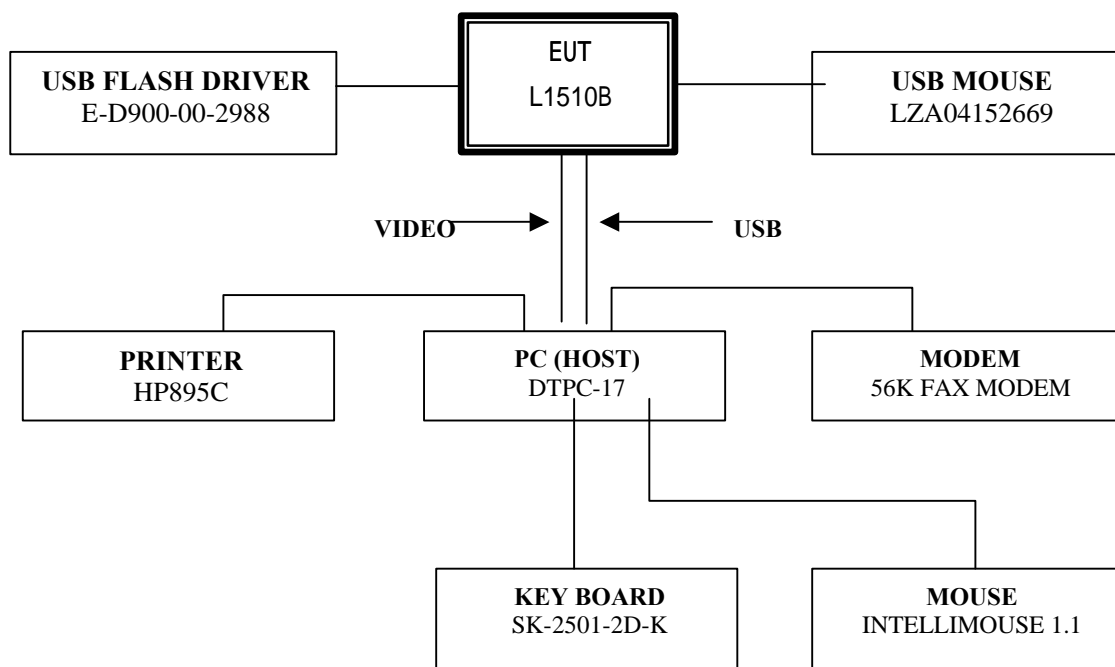 EUT
L1510B
USB FLASH DRIVER
E-D900-00-2988
USB MOUSE
LZA04152669
VIDEO
USB
PRINTER
HP895C
PC (HOST)
DTPC-17
MODEM
56K FAX MODEM
KEY BOARD
SK-2501-2D-K
MOUSE
INTELLIMOUSE 1.1